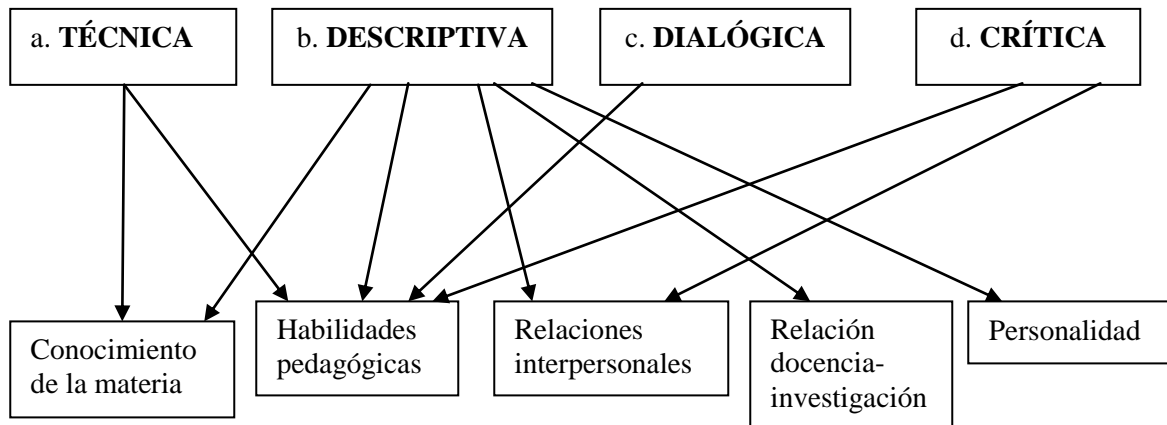 a. TÉCNICA
b. DESCRIPTIVA
c. DIALÓGICA
d. CRÍTICA
Conocimiento
de la materia
Habilidades
pedagógicas
Relaciones
interpersonales
Relación
docencia-
investigación
Personalidad